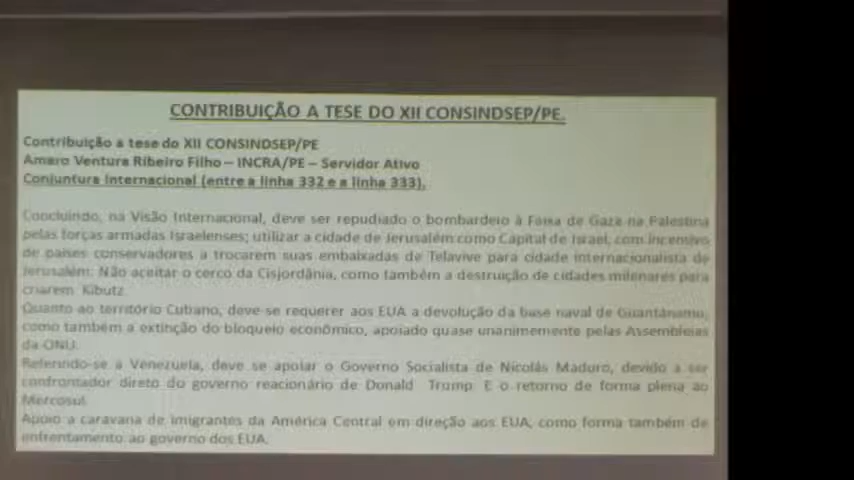 CONTRIBUIÇÃO A TESE DO XII CONSINDSEP/PE.
Contribuição a tese do XII CONSINDSEP/PE
Amaro Ventura Ribeiro Filho – INCRA/PE – Servidor Ativo
Conjuntura Internacional (entre a linha 332 e a linha 333).
Concluindo, na Visão Internacional, deve ser repudiado o bombardeio à Faixa de Gaza na Palestina
pelas forças armadas Israelenses; utilizar a cidade de Jerusalém como Capital de Israel, com incentivo
de países conservadores a trocarem suas embaixadas de Telavive para cidade internacionalista de
Jerusalém. Não aceitar o cerco da Cisjordânia, como também a destruição de cidades milenares para
criarem Kibutz.
Quanto ao território Cubano, deve-se requerer aos EUA a devolução da base naval de Guantánamo,
como também a extinção do bloqueio econômico, apoiado quase unanimemente pelas Assembleias
da ONU.
Referindo-se a Venezuela, deve se apoiar o Governo Socialista de Nicolás Maduro, devido a ser
confrontador direto do governo reacionário de Donald Trump. E o retorno de forma plena ao
Mercosul.
Apoio a caravana de imigrantes da América Central em direção aos EUA, como forma também de
enfrentamento ao governo dos EUA.